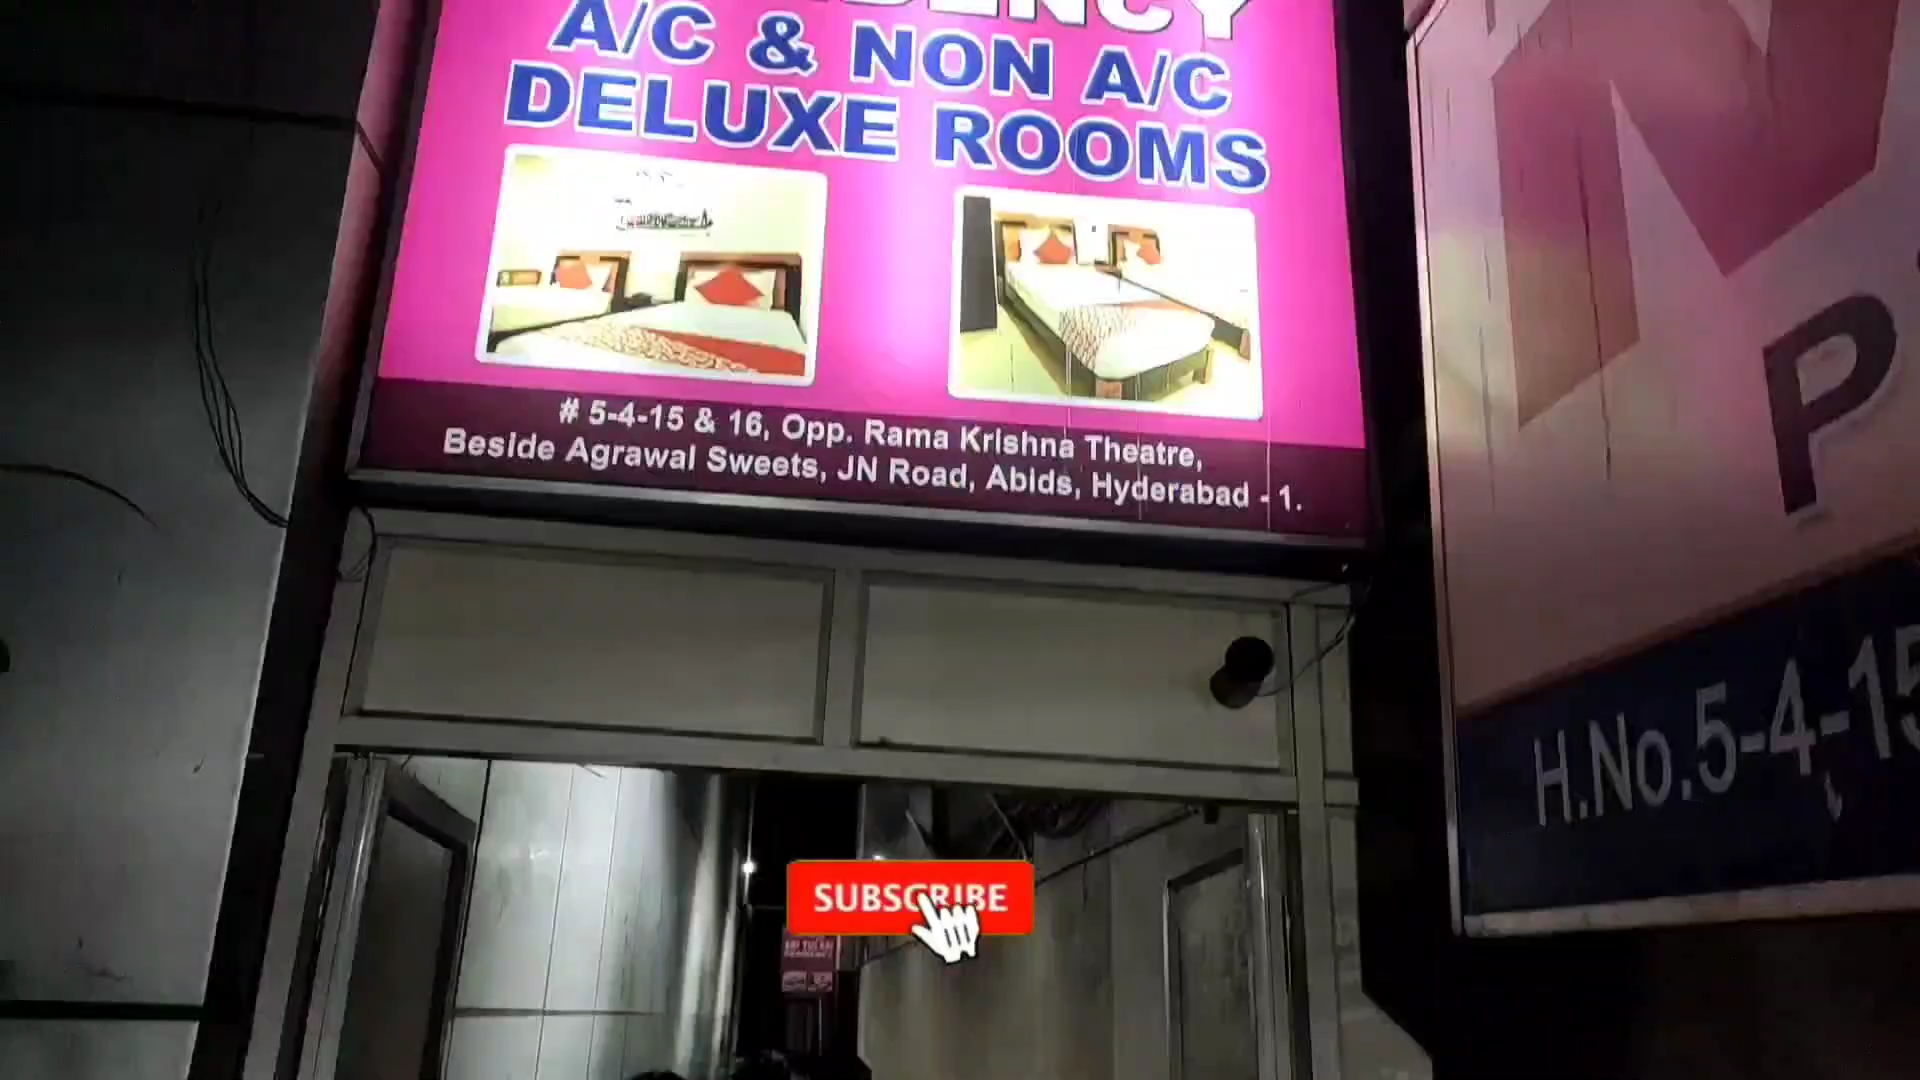 A/C & NON A/C
DELUXE ROOMS
# 5-4-15 & 16, Opp. Rama Krishna Theatre,
Beside Agrawal Sweets, JN Road, Abids, Hyderabad - 1.
P
H.No.5-4-15
SUBSCRIBE